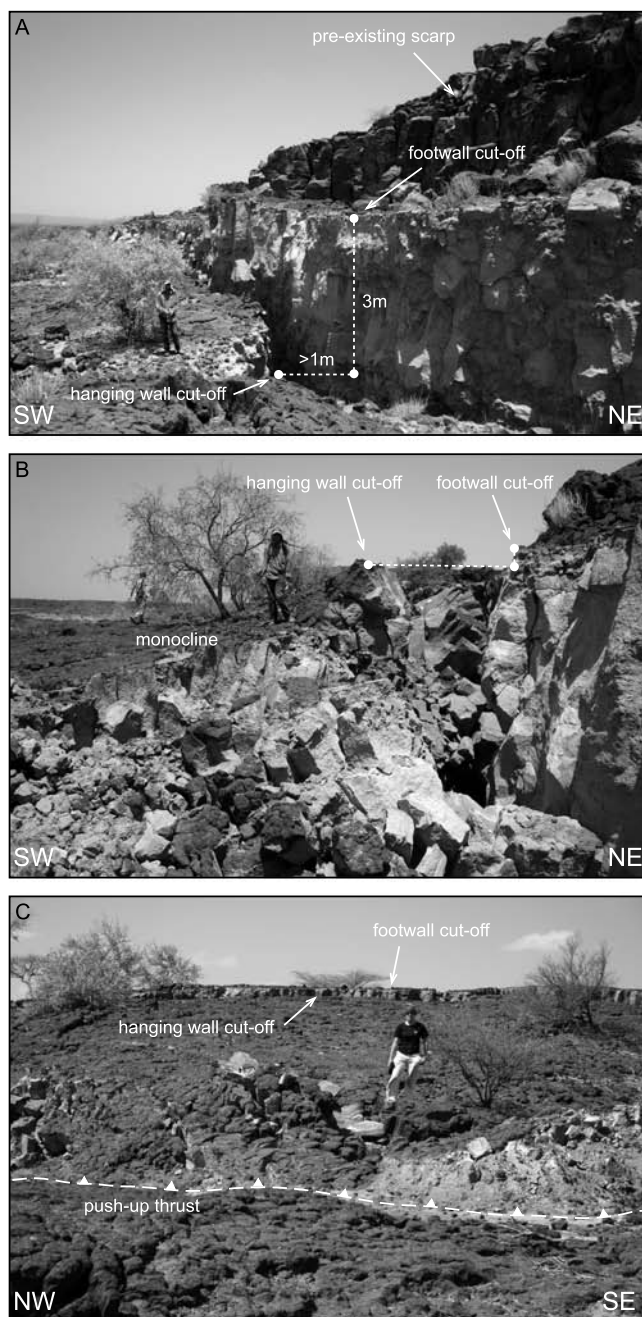 A
pre-existing scarp
footwall cut-off
3m
>1m
hanging wall cut-off
SW
NE
B
hanging wall cut-off
footwall cut-off
monocline
SW
NE
C
footwall cut-off
hanging wall cut-off
push-up thrust
NW
SE